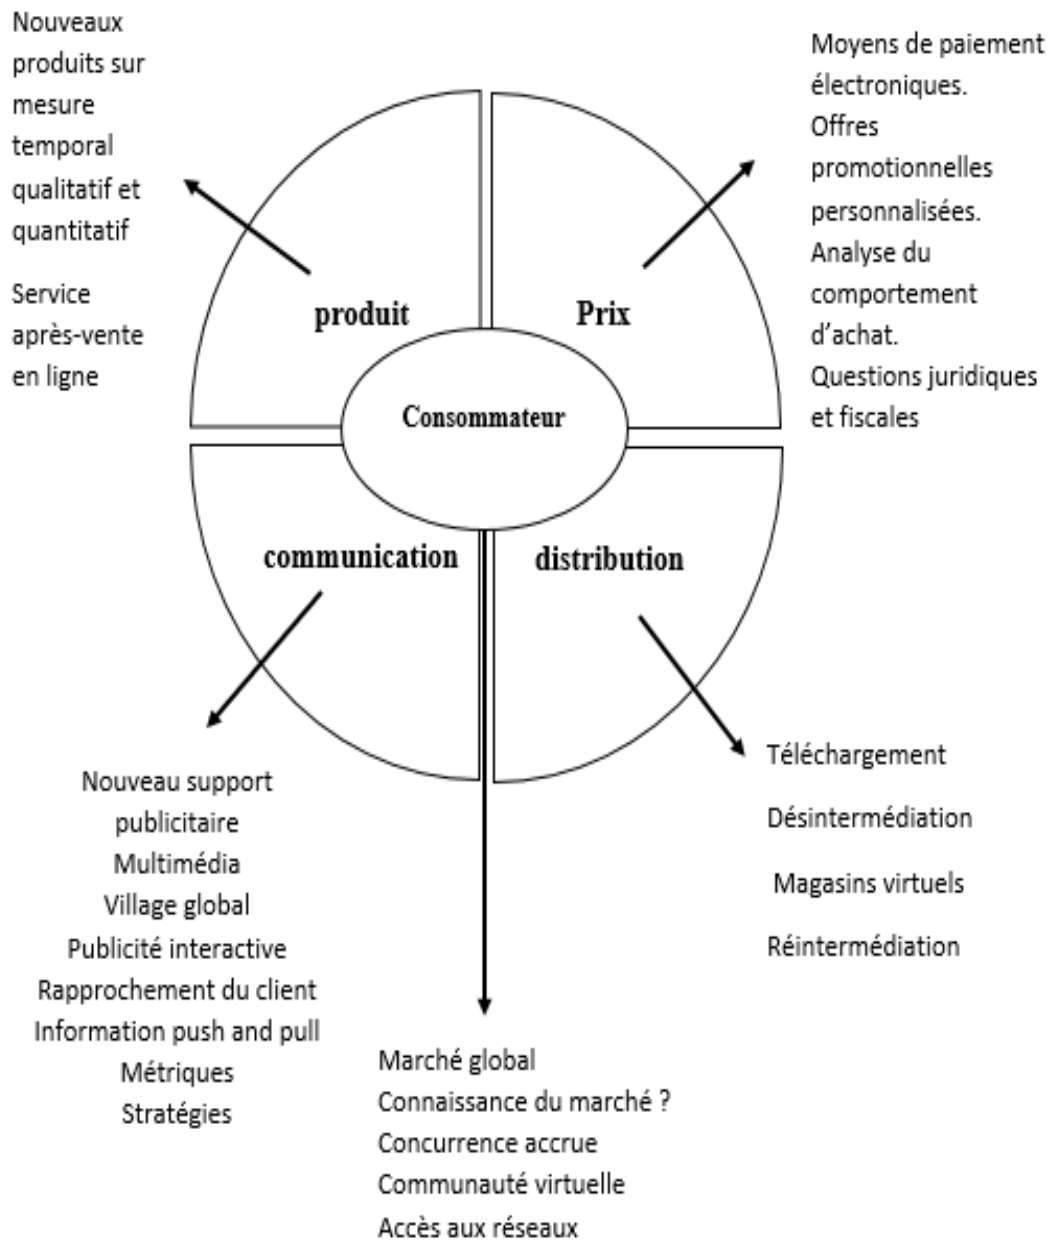 Nouveaux
produits sur
mesure
temporal
qualitatif et
quantitatif
Service
après-vente
en ligne
Moyens de paiement
électroniques.
Offres
promotionnelles
personnalisées.
Analyse du
comportement
d’achat.
Questions juridiques
et fiscales
produit
Prix
Consommateur
communication
distribution
Nouveau support
publicitaire
Multimédia
Village global
Publicité interactive
Rapprochement du client
Information push and pull
Métriques
Stratégies
Téléchargement
Désintermédiation
Magasins virtuels
Réintermédiation
Marché global
Connaissance du marché ?
Concurrence accrue
Communauté virtuelle
Accès aux réseaux